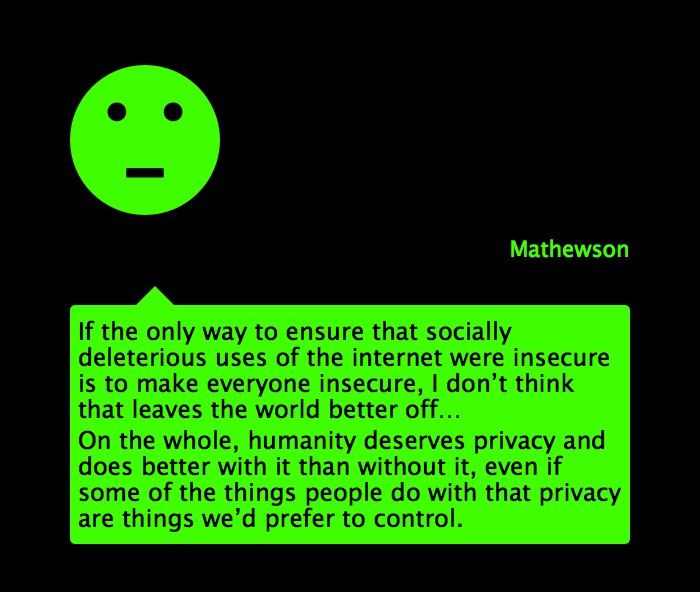 Mathewson
If the only way to ensure that socially
deleterious uses of the internet were insecure
is to make everyone insecure, I don’t think
that leaves the world better off…
On the whole, humanity deserves privacy and
does better with it than without it, even if
some of the things people do with that privacy
are things we’d prefer to control.